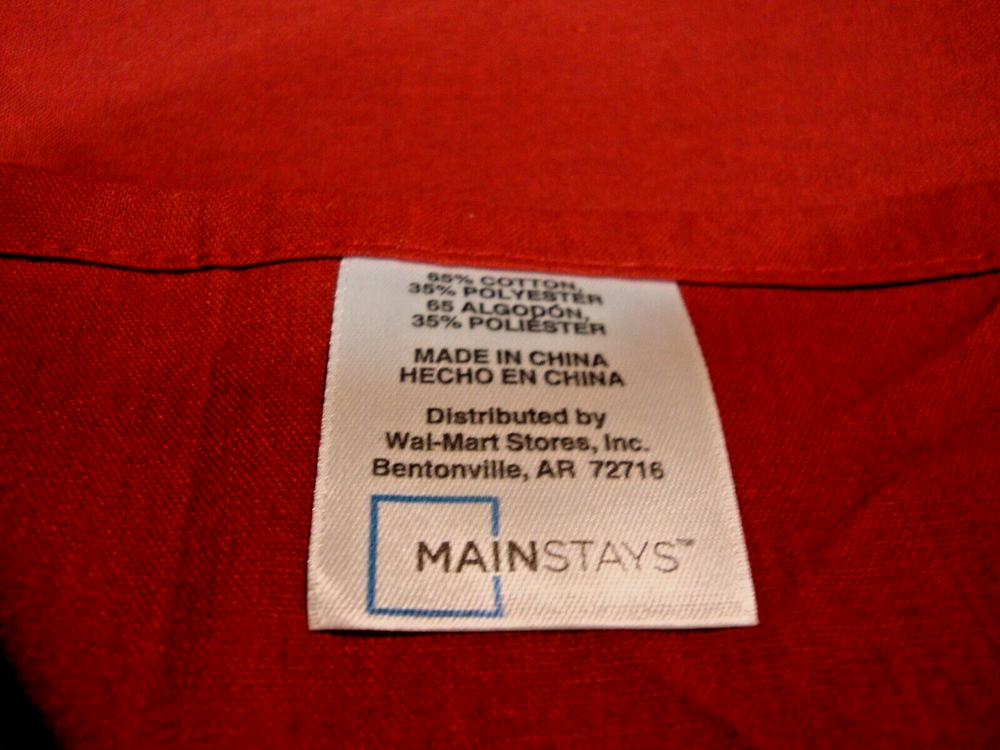 65% COTTON,
35% POLYESTER
65 ALGODÓN,
35% POLIÉSTER
MADE IN CHINA
HECHO EN CHINA
Distributed by
Wal-Mart Stores, Inc.
Bentonville, AR 72716
MAINSTAYS™